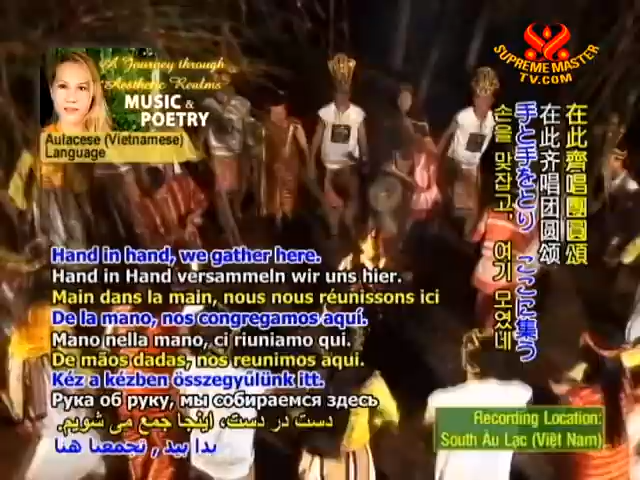 A Journey through
Aesthetic Realms
MUSIC &
POETRY
Aulacese (Vietnamese)
Language
SUPREME MASTER
TV.COM
在此齊唱團圓頌
在此齐唱团圆颂
手と手をとり ここに集う
손을 맞잡고, 여기 모였네
Hand in hand, we gather here.
Hand in Hand versammeln wir uns hier.
Main dans la main, nous nous réunissons ici
De la mano, nos congregamos aquí.
Mano nella mano, ci riuniamo qui.
De mãos dadas, nos reunimos aqui.
Kéz a kézben összegyűlünk itt.
Рука об руку, мы собираемся здесь
دست در دست، اینجا جمع می شویم.
يدا بيد , تجمعنا هنا
Recording Location:
South Âu Lạc (Việt Nam)